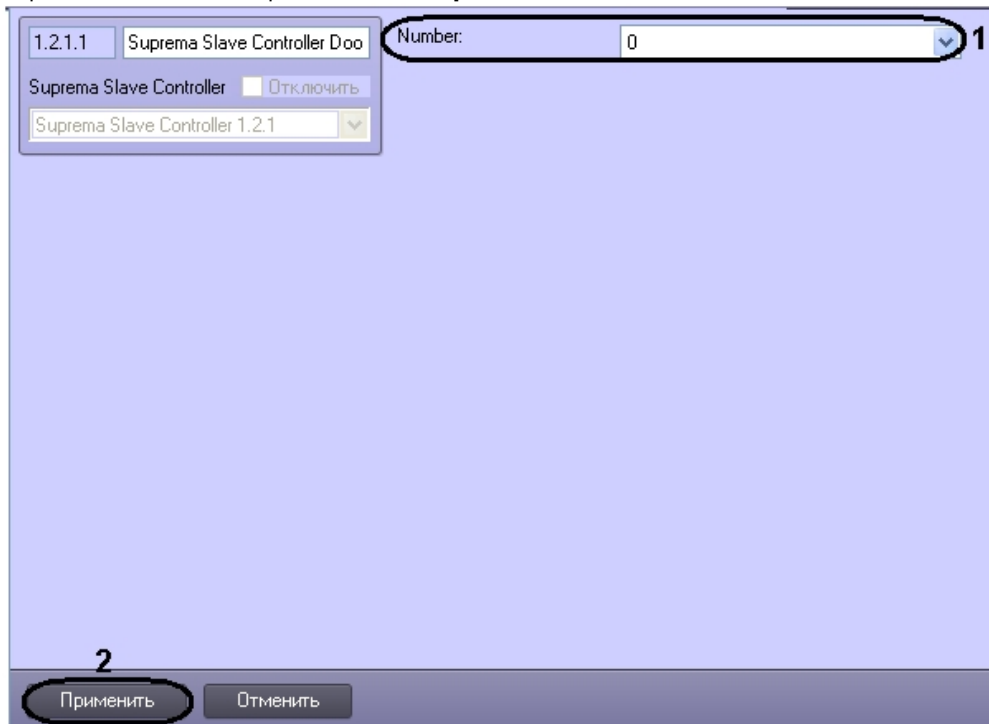 1.2.1.1 Suprema Slave Controller Doo Number: 0 1
Suprema Slave Controller Отключить
Suprema Slave Controller 1.2.1
2
Применить Отменить